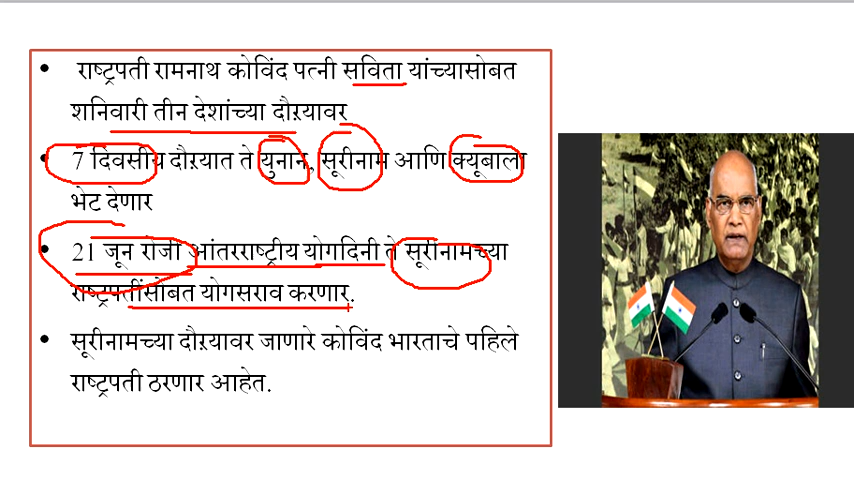 राष्ट्रपती रामनाथ कोविंद पत्नी सविता यांच्यासोबत
शनिवारी तीन देशांच्या दौऱ्यावर
7 दिवसीय दौऱ्यात ते युनान, सूरीनाम आणि क्यूबाला
भेट देणार
21 जून रोजी आंतरराष्ट्रीय योगदिनी ते सूरीनामच्या
राष्ट्रपतींसोबत योगसराव करणार.
सूरीनामच्या दौऱ्यावर जाणारे कोविंद भारताचे पहिले
राष्ट्रपती ठरणार आहेत.